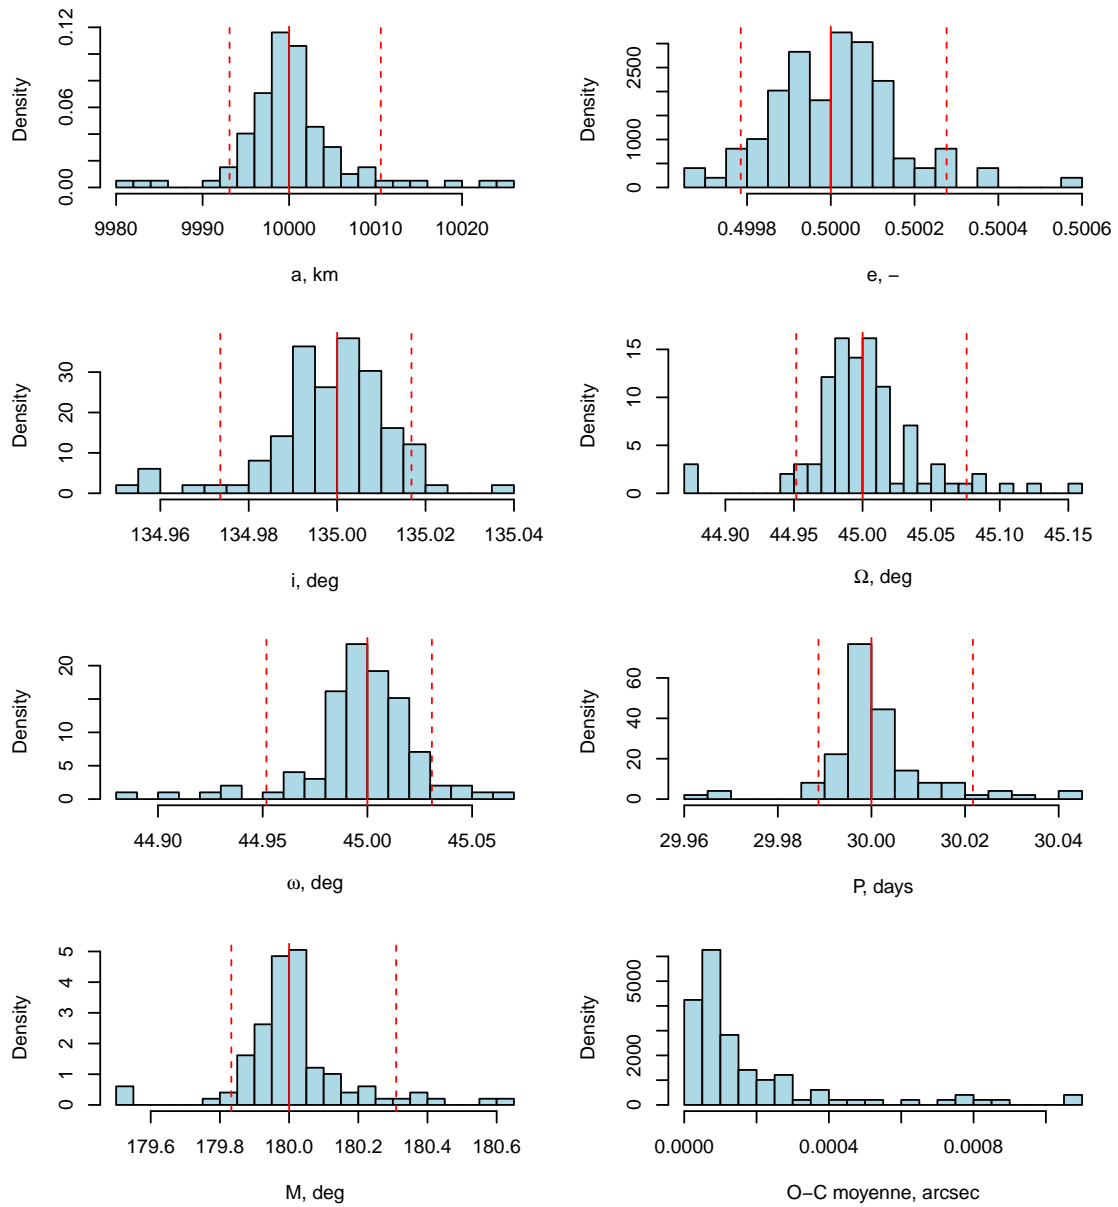 Density
0.00 0.06 0.12
9980 9990 10000 10010 10020
a, km
Density
0 1000 2500
0.4998 0.5000 0.5002 0.5004 0.5006
e, −
Density
0 10 20 30
134.96 134.98 135.00 135.02 135.04
i, deg
Density
0 5 10 15
44.90 44.95 45.00 45.05 45.10 45.15
Ω, deg
Density
0 5 10 20
44.90 44.95 45.00 45.05
ω, deg
Density
0 20 40 60
29.96 29.98 30.00 30.02 30.04
P, days
Density
0 1 2 3 4 5
179.6 179.8 180.0 180.2 180.4 180.6
M, deg
Density
0 2000 5000
0.0000 0.0004 0.0008
O−C moyenne, arcsec